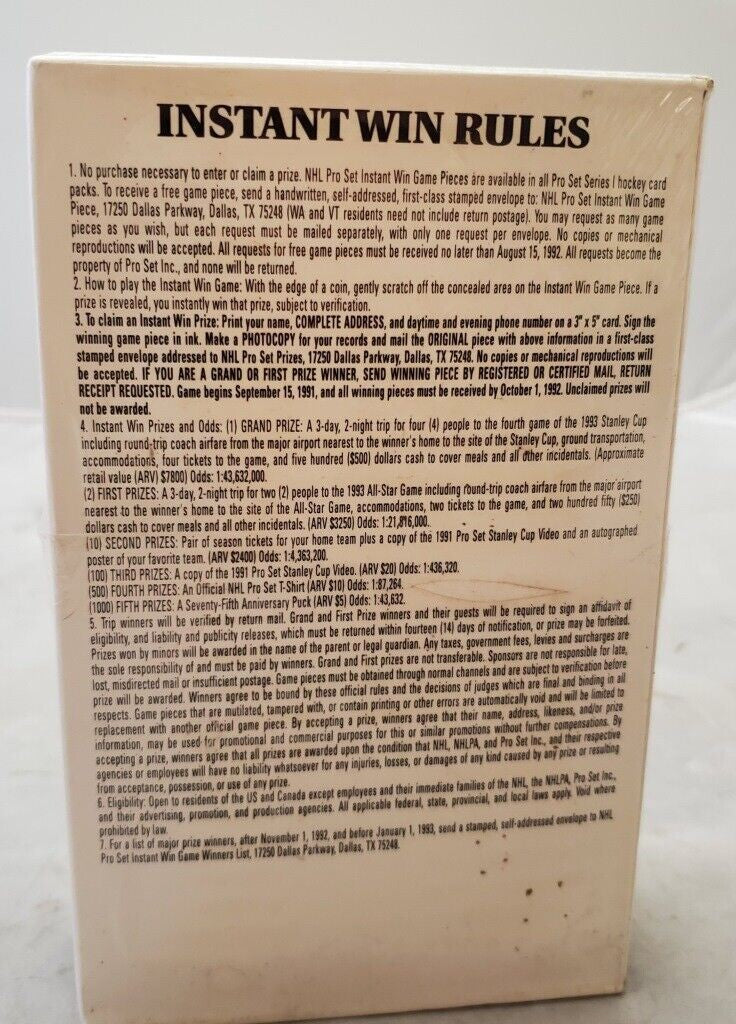 INSTANT WIN RULES
1. No purchase necessary to enter or claim a prize. NHL Pro Set Instant Win Game Pieces are available in all Pro Set Series I hockey card
packs. To receive a free game piece, send a handwritten, self-addressed, first-class stamped envelope to: NHL Pro Set Instant Win Game
Piece, 17250 Dallas Parkway, Dallas, TX 75248 (WA and VT residents need not include return postage). You may request as many game
pieces as you wish, but each request must be mailed separately, with only one request per envelope. No copies or mechanical
reproductions will be accepted. All requests for free game pieces must be received no later than August 15, 1992. All requests become the
property of Pro Set Inc., and none will be returned.
2. How to play the Instant Win Game: With the edge of a coin, gently scratch off the concealed area on the Instant Win Game Piece. If a
prize is revealed, you instantly win that prize, subject to verification.
3. To claim an Instant Win Prize: Print your name, COMPLETE ADDRESS, and daytime and evening phone number on a 3" x 5" card. Sign the
winning game piece in ink. Make a PHOTOCOPY for your records and mail the ORIGINAL piece with above information in a first-class
stamped envelope addressed to NHL Pro Set Prizes, 17250 Dallas Parkway, Dallas, TX 75248. No copies or mechanical reproductions will
be accepted. IF YOU ARE A GRAND OR FIRST PRIZE WINNER, SEND WINNING PIECE BY REGISTERED OR CERTIFIED MAIL, RETURN
RECEIPT REQUESTED. Game begins September 15, 1991, and all winning pieces must be received by October 1, 1992. Unclaimed prizes will
not be awarded.
4. Instant Win Prizes and Odds: (1) GRAND PRIZE: A 3-day, 2-night trip for four (4) people to the fourth game of the 1993 Stanley Cup
including round-trip coach airfare from the major airport nearest to the winner's home to the site of the Stanley Cup, ground transportation,
accommodations, four tickets to the game, and five hundred ($500) dollars cash to cover meals and all other incidentals. (Approximate
retail value (ARV) $7800) Odds: 1:43,632,000.
(2) FIRST PRIZES: A 3-day, 2-night trip for two (2) people to the 1993 All-Star Game including round-trip coach airfare from the major airport
nearest to the winner's home to the site of the All-Star Game, accommodations, two tickets to the game, and two hundred fifty ($250)
dollars cash to cover meals and all other incidentals. (ARV $3250) Odds: 1:21,816,000.
(10) SECOND PRIZES: Pair of season tickets for your home team plus a copy of the 1991 Pro Set Stanley Cup Video and an autographed
poster of your favorite team. (ARV $2400) Odds: 1:4,363,200.
(100) THIRD PRIZES: A copy of the 1991 Pro Set Stanley Cup Video. (ARV $20) Odds: 1:436,320.
(500) FOURTH PRIZES: An Official NHL Pro Set T-Shirt (ARV $10) Odds: 1:87,264.
(1000) FIFTH PRIZES: A Seventy-Fifth Anniversary Puck (ARV $5) Odds: 1:43,632.
5. Trip winners will be verified by return mail. Grand and First Prize winners and their guests will be required to sign an affidavit of
eligibility, and liability and publicity releases, which must be returned within fourteen (14) days of notification, or prize may be forfeited.
Prizes won by minors will be awarded in the name of the parent or legal guardian. Any taxes, government fees, levies and surcharges are
the sole responsibility of and must be paid by winners. Grand and First prizes are not transferable. Sponsors are not responsible for late,
lost, misdirected mail or insufficient postage. Game pieces must be obtained through normal channels and are subject to verification before
prize will be awarded. Winners agree to be bound by these official rules and the decisions of judges which are final and binding in all
respects. Game pieces that are mutilated, tampered with, or contain printing or other errors are automatically void and will be limited to
replacement with another official game piece. By accepting a prize, winners agree that their name, address, likeness, and/or prize
information, may be used for promotional and commercial purposes for this or similar promotions without further compensations. By
accepting a prize, winners agree that all prizes are awarded upon the condition that NHL, NHLPA, and Pro Set Inc., and their respective
agencies or employees will have no liability whatsoever for any injuries, losses, or damages of any kind caused by any prize or resulting
from acceptance, possession, or use of any prize.
6. Eligibility: Open to residents of the US and Canada except employees and their immediate families of the NHL, the NHLPA, Pro Set Inc.,
and their advertising, promotion, and production agencies. All applicable federal, state, provincial, and local laws apply. Void where
prohibited by law.
7. For a list of major prize winners, after November 1, 1992, and before January 1, 1993, send a stamped, self-addressed envelope to NHL
Pro Set Instant Win Game Winners List, 17250 Dallas Parkway, Dallas, TX 75248.